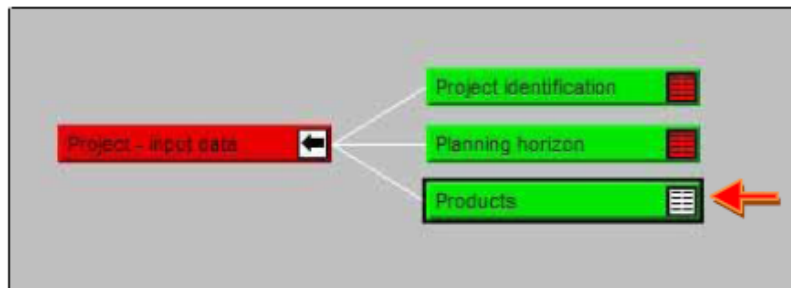 Project identification
Project - input data
Planning horizon
Products